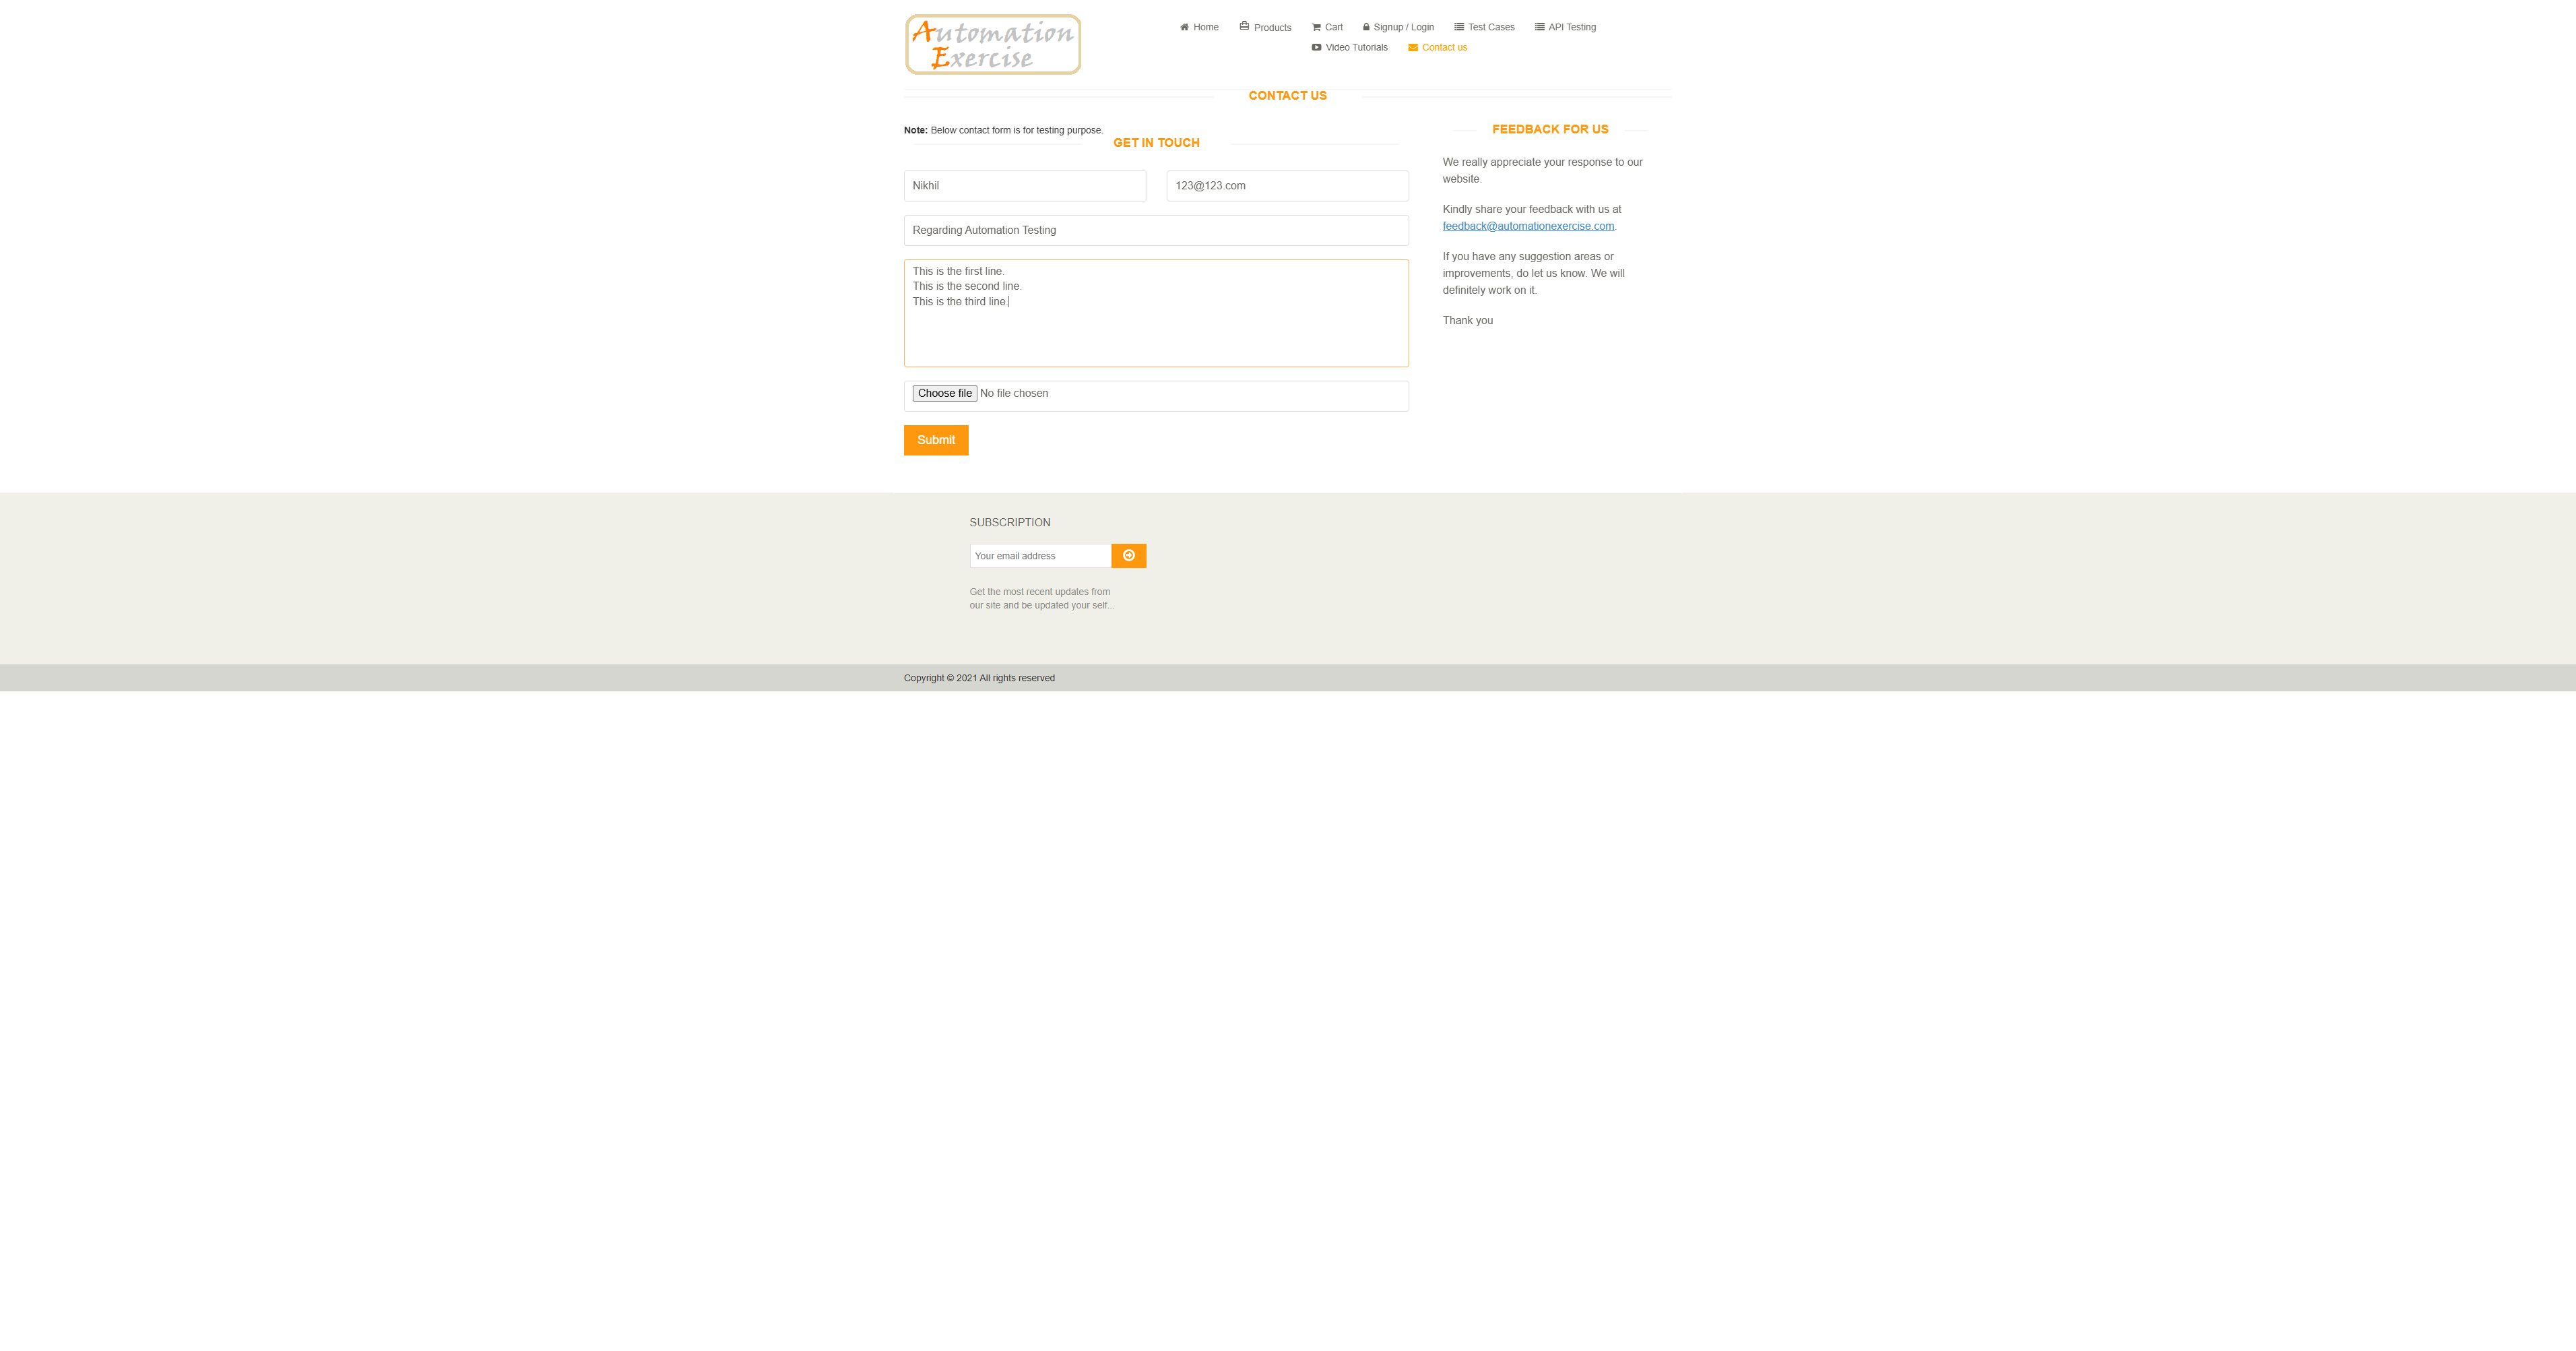 Automation
Exercise
Home Products Cart Signup / Login Test Cases API Testing
Video Tutorials Contact us
CONTACT US
Note: Below contact form is for testing purpose.
GET IN TOUCH
Nikhil 123@123.com
Regarding Automation Testing
This is the first line.
This is the second line.
This is the third line.
Choose file No file chosen
Submit
FEEDBACK FOR US
We really appreciate your response to our
website.
Kindly share your feedback with us at
feedback@automationexercise.com.
If you have any suggestion areas or
improvements, do let us know. We will
definitely work on it.
Thank you
SUBSCRIPTION
Your email address
Get the most recent updates from
our site and be updated your self...
Copyright © 2021 All rights reserved